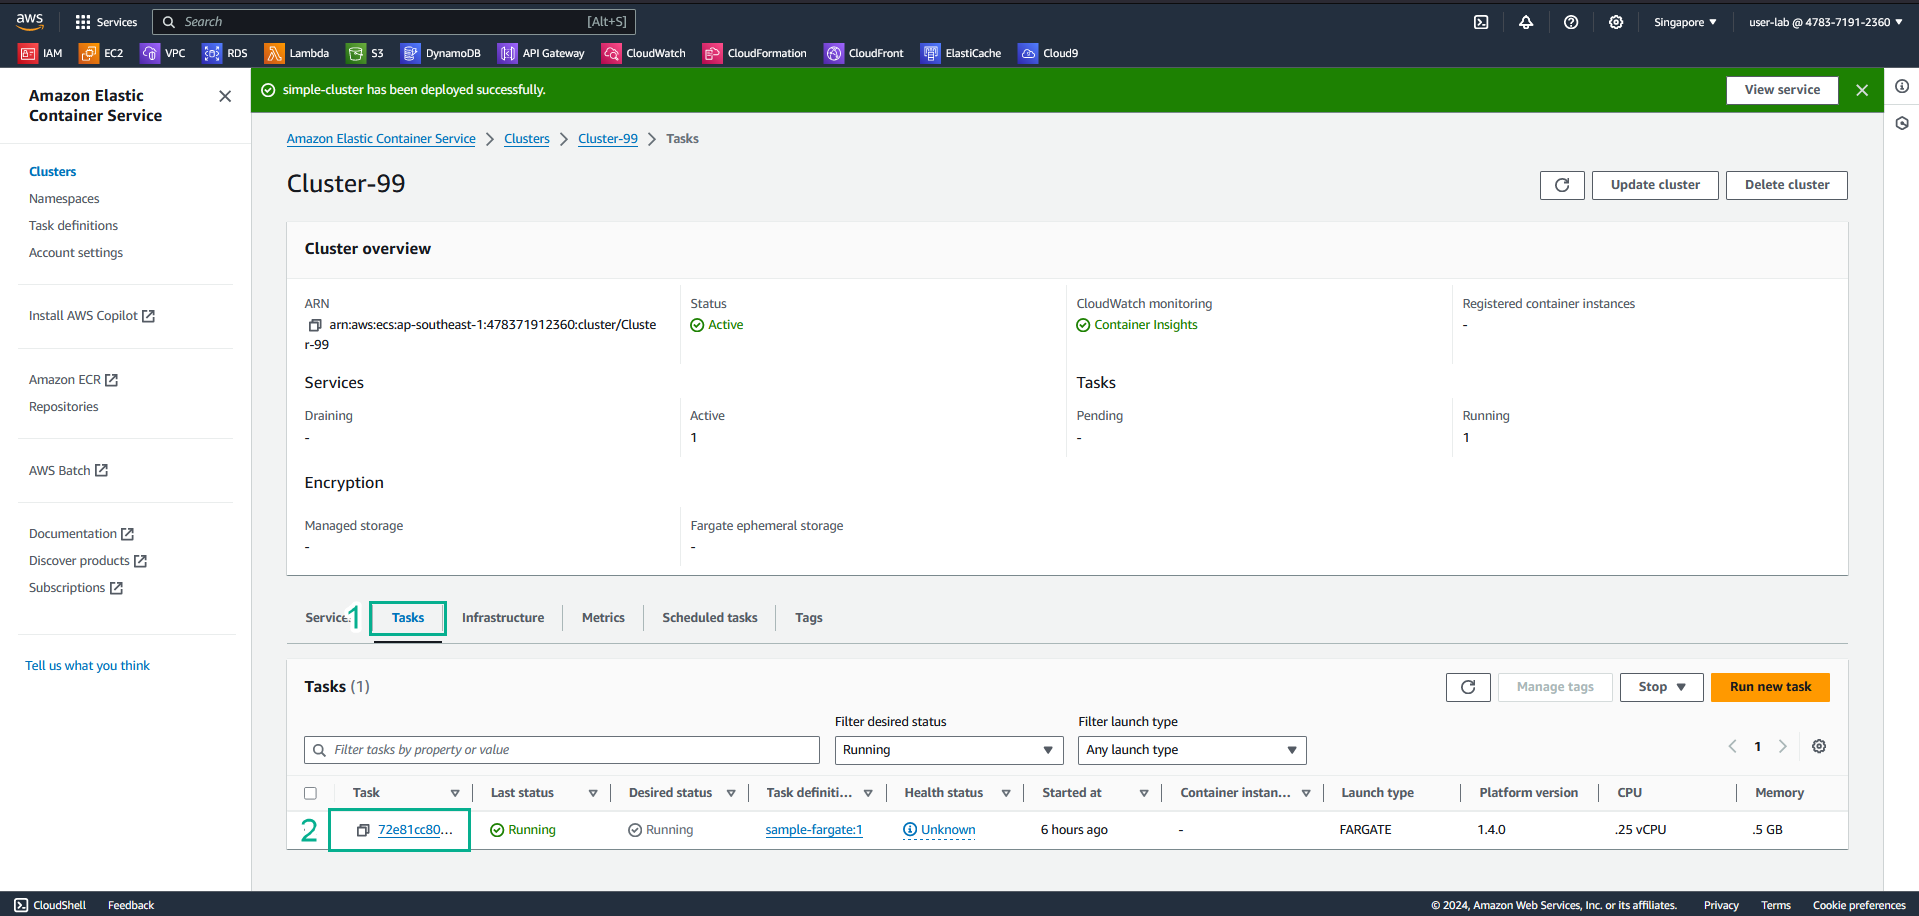 aws Services Search [Alt+S] Singapore user-lab @ 4783-7191-2360
IAM EC2 VPC RDS Lambda S3 DynamoDB API Gateway CloudWatch CloudFormation CloudFront ElastiCache Cloud9
Amazon Elastic
Container Service
Clusters
Namespaces
Task definitions
Account settings
Install AWS Copilot
Amazon ECR
Repositories
AWS Batch
Documentation
Discover products
Subscriptions
Tell us what you think
simple-cluster has been deployed successfully. View service
Amazon Elastic Container Service Clusters Cluster-99 Tasks
Cluster-99 Update cluster Delete cluster
Cluster overview
ARN Status CloudWatch monitoring Registered container instances
arn:aws:ecs:ap-southeast-1:478371912360:cluster/Cluste Active Container Insights -
r-99
Services Tasks
Draining Active Pending Running
- 1 - 1
Encryption
Managed storage Fargate ephemeral storage
- -
Service 1 Tasks Infrastructure Metrics Scheduled tasks Tags
Tasks (1) Manage tags Stop Run new task
Filter desired status Filter launch type
Filter tasks by property or value Running Any launch type 1
Task Last status Desired status Task definiti... Health status Started at Container instan... Launch type Platform version CPU Memory
2 72e81cc80... Running Running sample-fargate:1 Unknown 6 hours ago - FARGATE 1.4.0 .25 vCPU .5 GB
CloudShell Feedback © 2024, Amazon Web Services, Inc. or its affiliates. Privacy Terms Cookie preferences